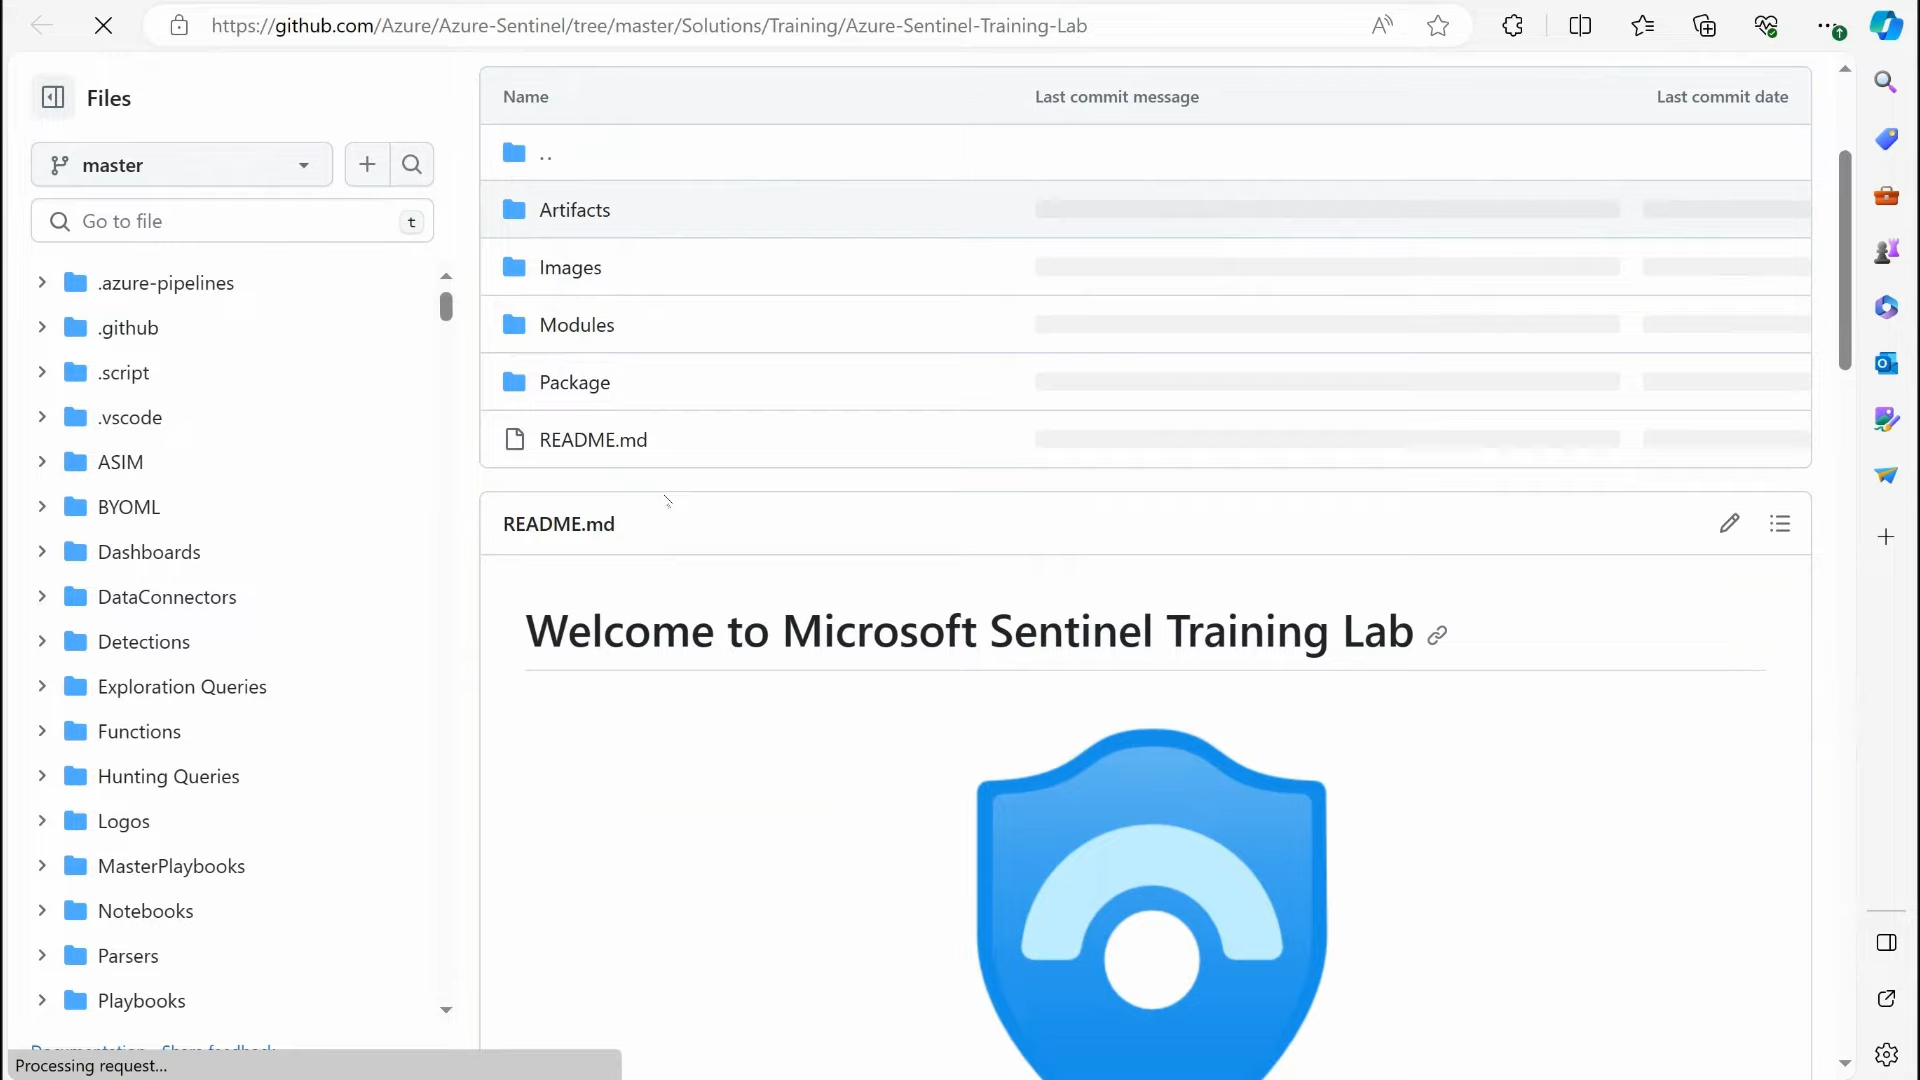 https://github.com/Azure/Azure-Sentinel/tree/master/Solutions/Training/Azure-Sentinel-Training-Lab
Files
master
Go to file
t
.azure-pipelines
.github
.script
.vscode
ASIM
BYOML
Dashboards
DataConnectors
Detections
Exploration Queries
Functions
Hunting Queries
Logos
MasterPlaybooks
Notebooks
Parsers
Playbooks
Documentation Share feedback
Processing request...
Name Last commit message Last commit date
..
Artifacts
Images
Modules
Package
README.md
README.md
Welcome to Microsoft Sentinel Training Lab